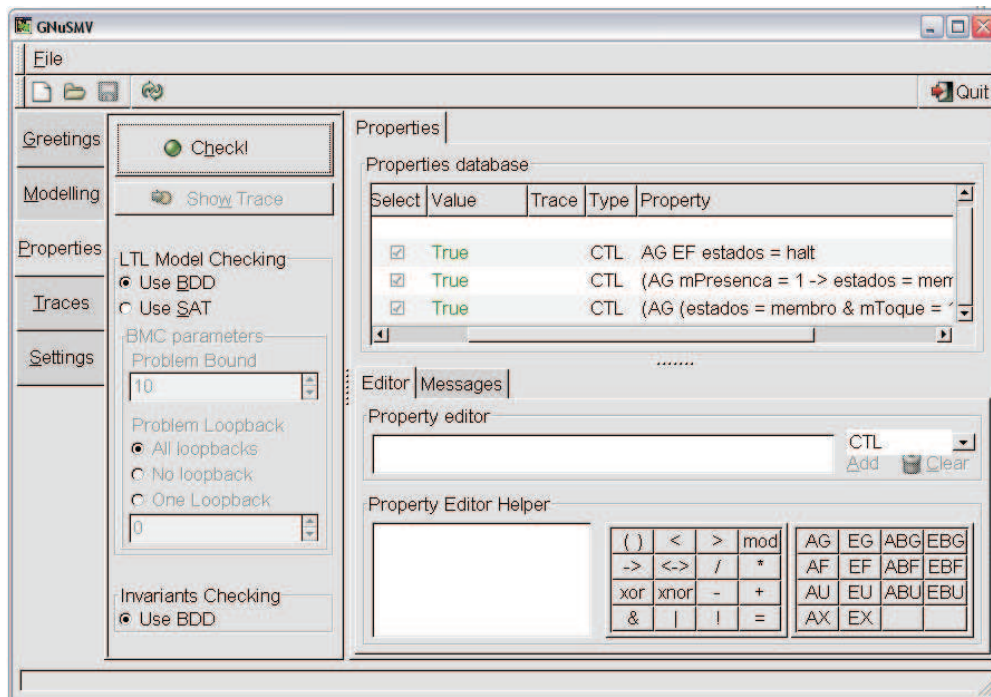 GNuSMV
File
Quit
Greetings
Modelling
Properties
Traces
Settings
Check!
Show Trace
LTL Model Checking
Use BDD
Use SAT
BMC parameters
Problem Bound
10
Problem Loopback
All loopbacks
No loopback
One Loopback
0
Invariants Checking
Use BDD
Properties
Properties database
Select Value Trace Type Property
True CTL AG EF estados = halt
True CTL (AG mPresenca = 1 -> estados = mem
True CTL (AG (estados = membro & mToque =
Editor Messages
Property editor
CTL
Add Clear
Property Editor Helper
( ) < > mod AG EG ABG EBG
-> <-> / * AF EF ABF EBF
xor xnor - + AU EU ABU EBU
& | ! = AX EX